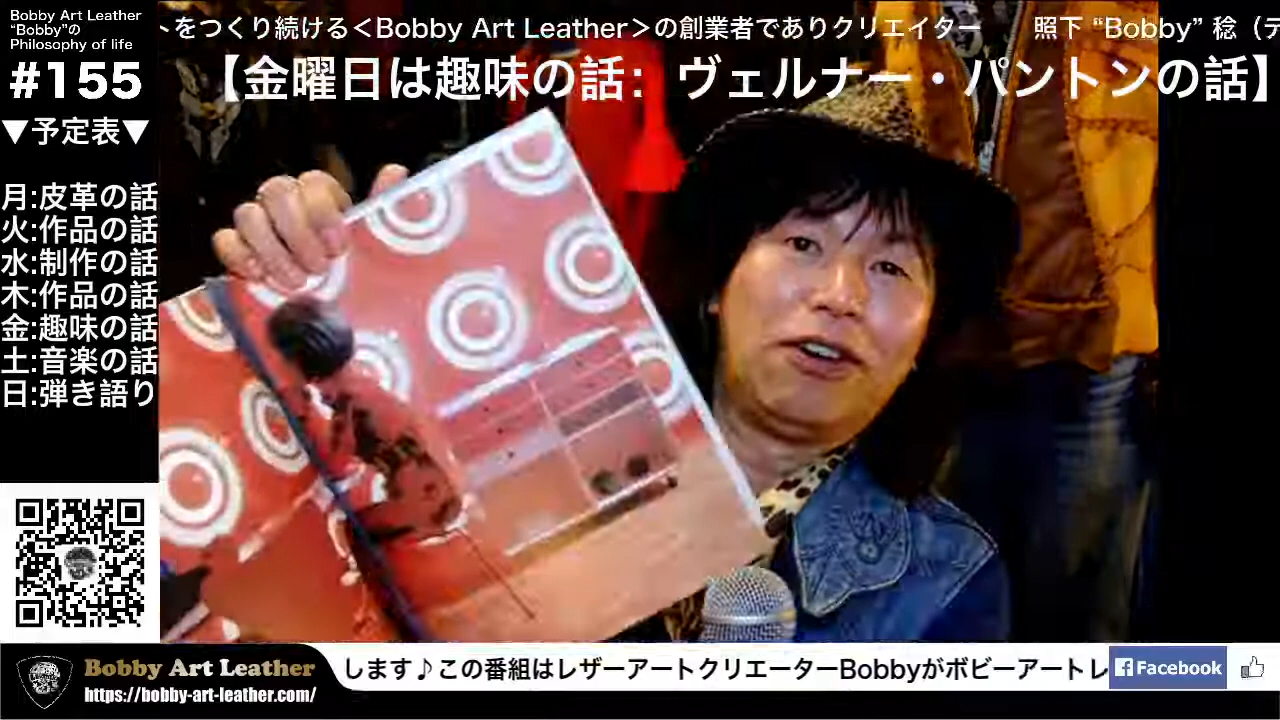 Bobby Art Leather
“Bobby”の
Philosophy of life
#155
▼予定表▼
月:皮革の話
火:作品の話
水:制作の話
木:作品の話
金:趣味の話
土:音楽の話
日:弾き語り
トをつくり続ける＜Bobby Art Leather＞の創業者でありクリエイター　　照下 “Bobby” 稔（テ
【金曜日は趣味の話：ヴェルナー・パントンの話】
Bobby Art Leather
https://bobby-art-leather.com/
します♪この番組はレザーアートクリエーターBobbyがボビーアートレ
Facebook